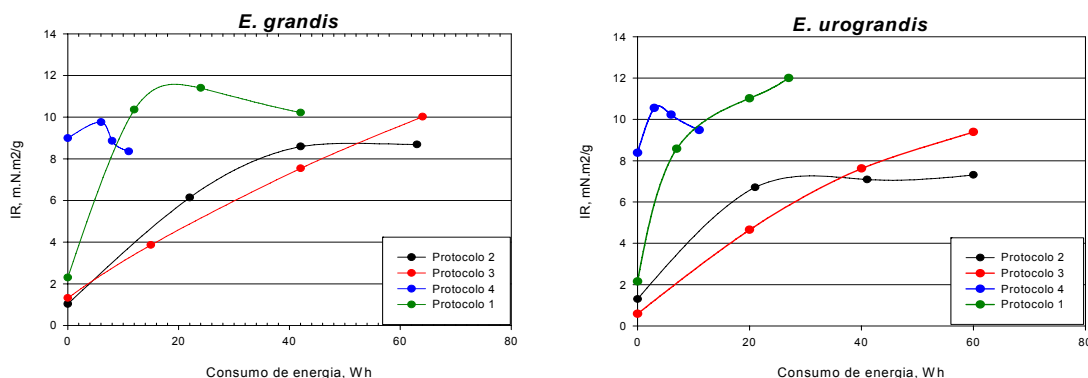 E. grandis
14
12
10
8
6
4
2
0
IR, m.N.m2/g
Protocolo 2
Protocolo 3
Protocolo 4
Protocolo 1
0 20 40 60 80
Consumo de energia, Wh
E. urograndis
14
12
10
8
6
4
2
0
IR, mN.m2/g
Protocolo 2
Protocolo 3
Protocolo 4
Protocolo 1
0 20 40 60 80
Consumo de energia, Wh